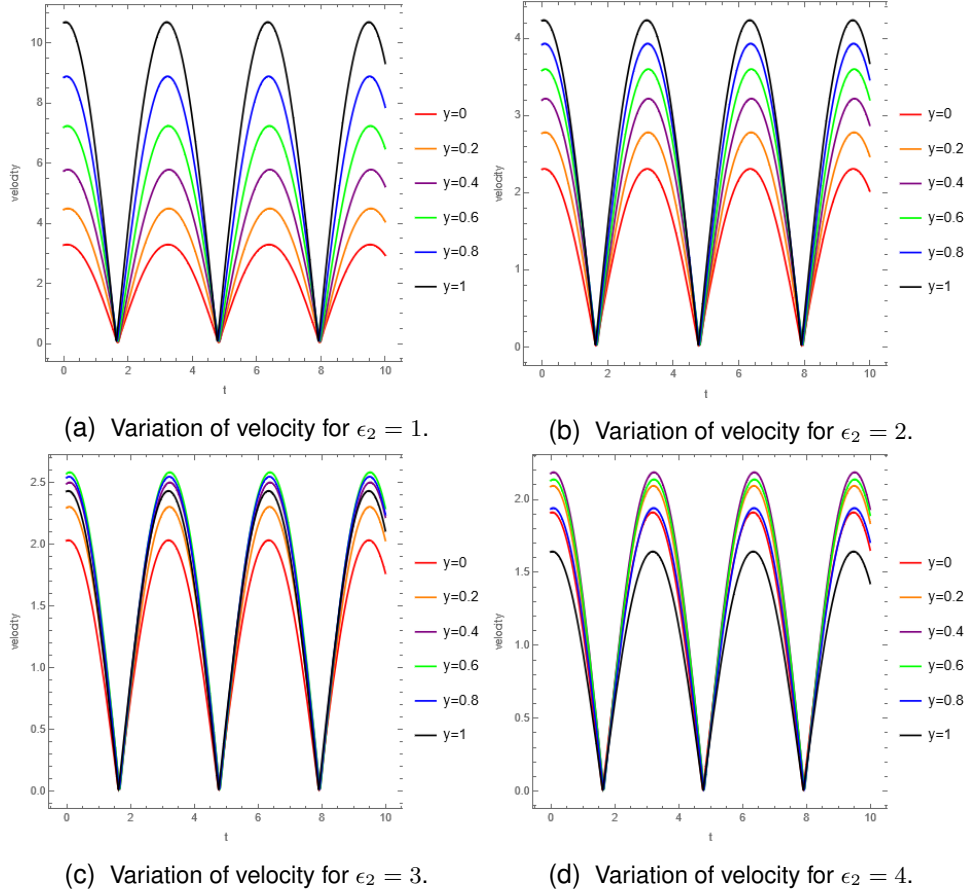 10
8
6
4
2
0
velocity
0 2 4 6 8 10
t
y=0
y=0.2
y=0.4
y=0.6
y=0.8
y=1
(a) Variation of velocity for ϵ₂ = 1.
4
3
2
1
0
velocity
0 2 4 6 8 10
t
y=0
y=0.2
y=0.4
y=0.6
y=0.8
y=1
(b) Variation of velocity for ϵ₂ = 2.
2.5
2.0
1.5
1.0
0.5
0.0
velocity
0 2 4 6 8 10
t
y=0
y=0.2
y=0.4
y=0.6
y=0.8
y=1
(c) Variation of velocity for ϵ₂ = 3.
2.0
1.5
1.0
0.5
0.0
velocity
0 2 4 6 8 10
t
y=0
y=0.2
y=0.4
y=0.6
y=0.8
y=1
(d) Variation of velocity for ϵ₂ = 4.